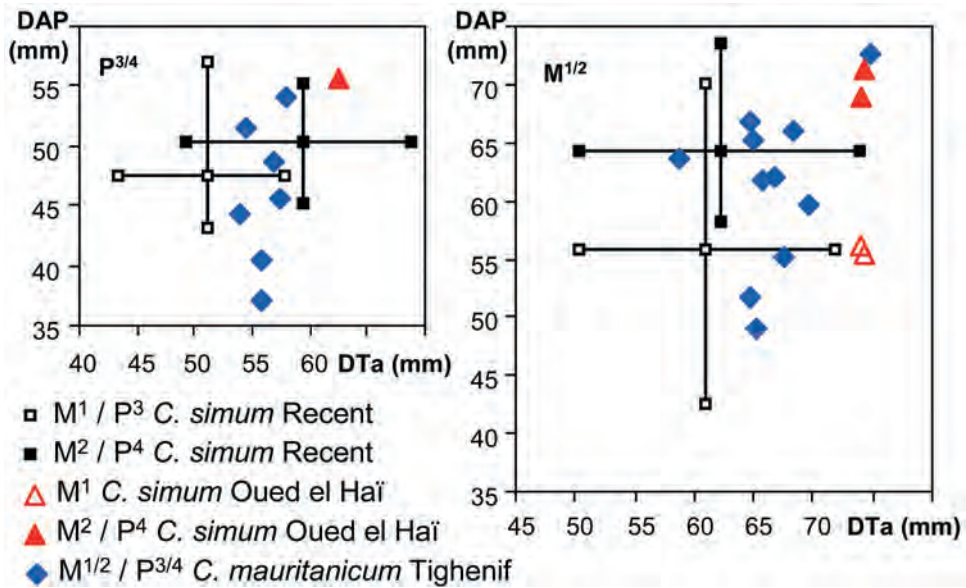 DAP
(mm)
P3/4
55
50
45
40
35
40 45 50 55 60 DTa (mm)
DAP
(mm)
M1/2
70
65
60
55
50
45
40
35
45 50 55 60 65 70 DTa (mm)
M1 / P3 C. simum Recent
M2 / P4 C. simum Recent
M1 C. simum Oued el Haï
M2 / P4 C. simum Oued el Haï
M1/2 / P3/4 C. mauritanicum Tighenif